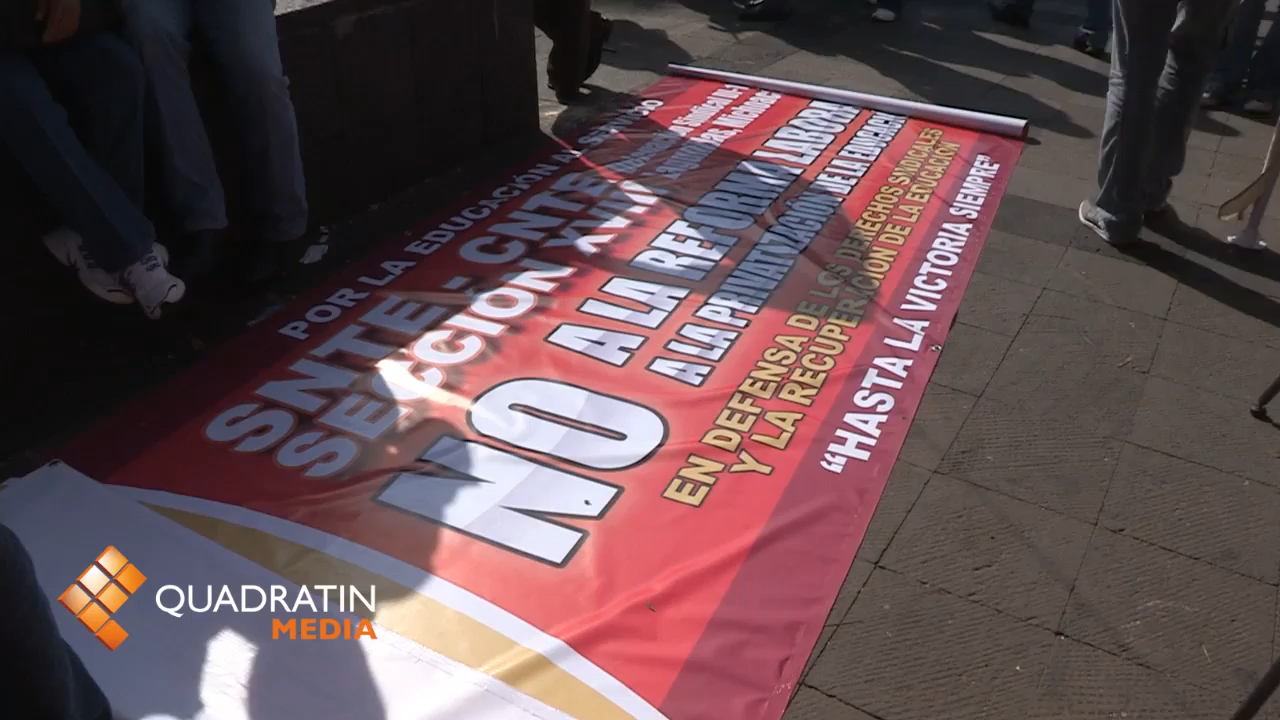 POR LA EDUCACIÓN AL SERVICIO
SNTE - CNTE
SECCIÓN XVIII
NO A LA REFORMA LABORAL
A LA PRIVATIZACIÓN DE LA EDUCACIÓN
EN DEFENSA DE LOS DERECHOS SINDICALES
Y LA RECUPERACIÓN DE LA EDUCACIÓN
“HASTA LA VICTORIA SIEMPRE”
QUADRATIN
MEDIA